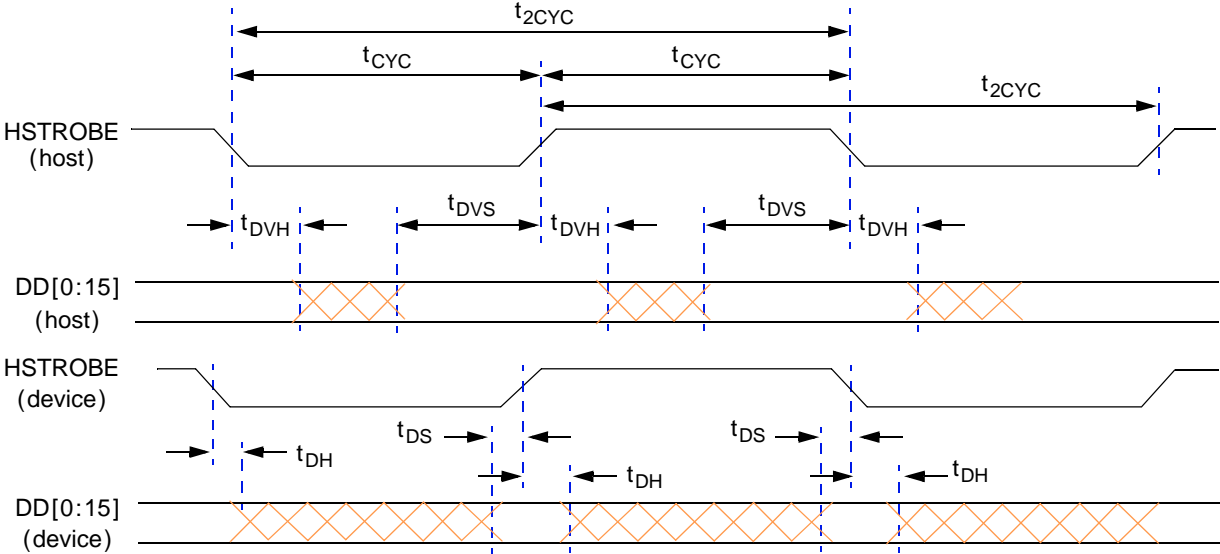 t2CYC
tCYC tCYC
t2CYC
HSTROBE
(host)
tDVH tDVS tDVH tDVS tDVH
DD[0:15]
(host)
HSTROBE
(device)
tDS tDS
tDH tDH tDH
DD[0:15]
(device)